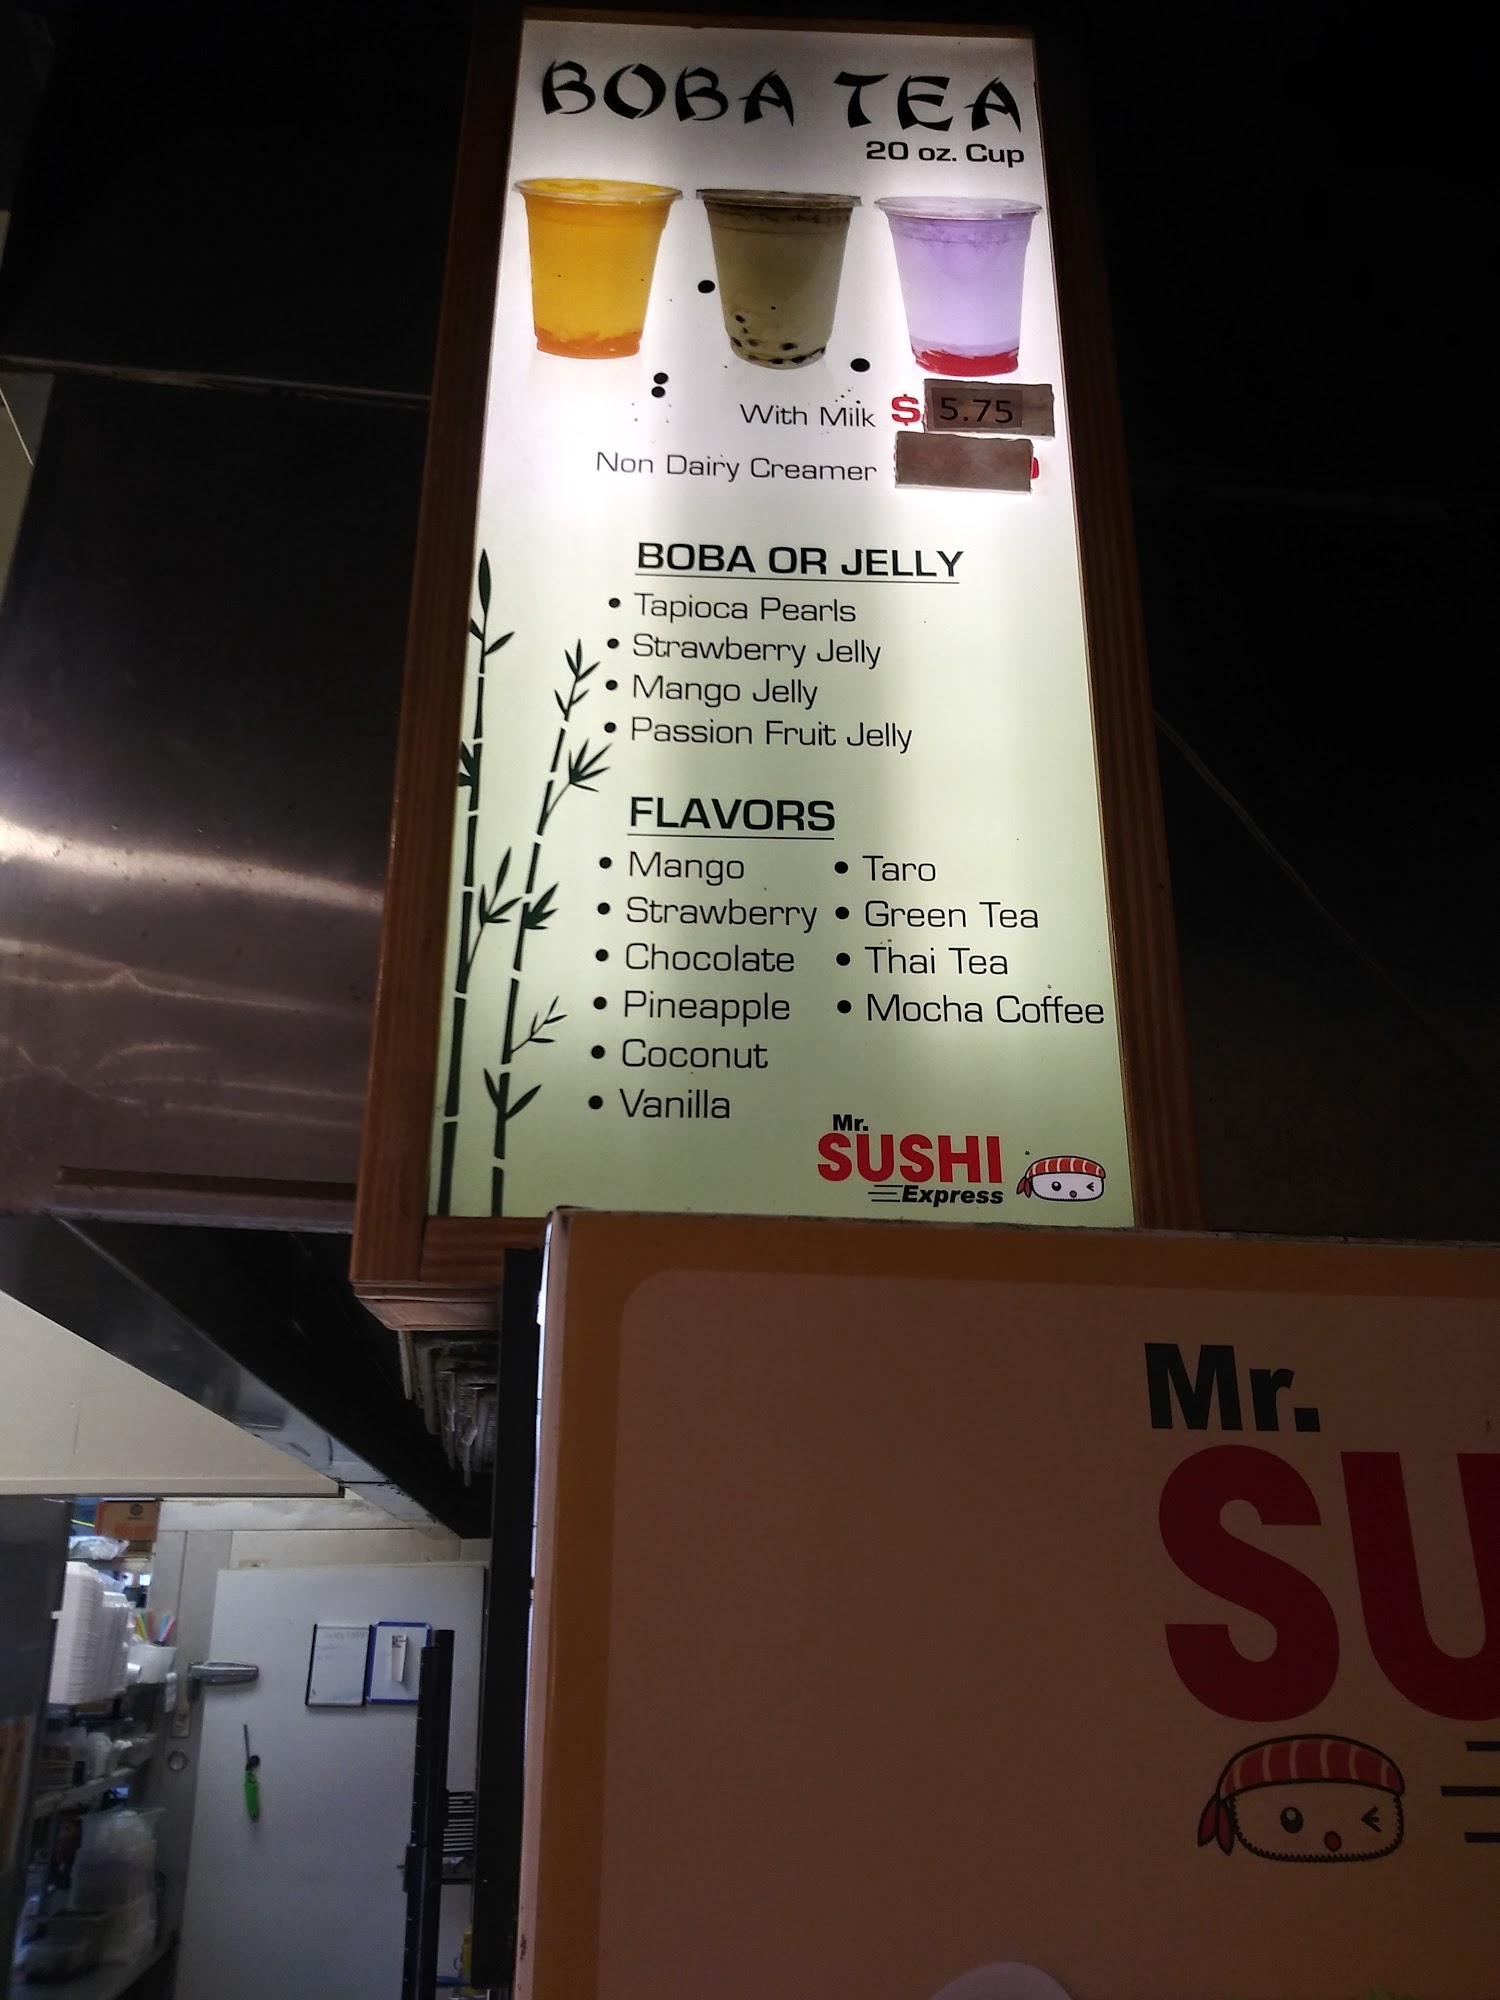 BOBA TEA
20 oz. Cup
With Milk $ 5.75
Non Dairy Creamer
BOBA OR JELLY
• Tapioca Pearls
• Strawberry Jelly
• Mango Jelly
• Passion Fruit Jelly
FLAVORS
• Mango
• Strawberry
• Chocolate
• Pineapple
• Coconut
• Vanilla
• Taro
• Green Tea
• Thai Tea
• Mocha Coffee
Mr.
SUSHI
Express
Mr.
SU